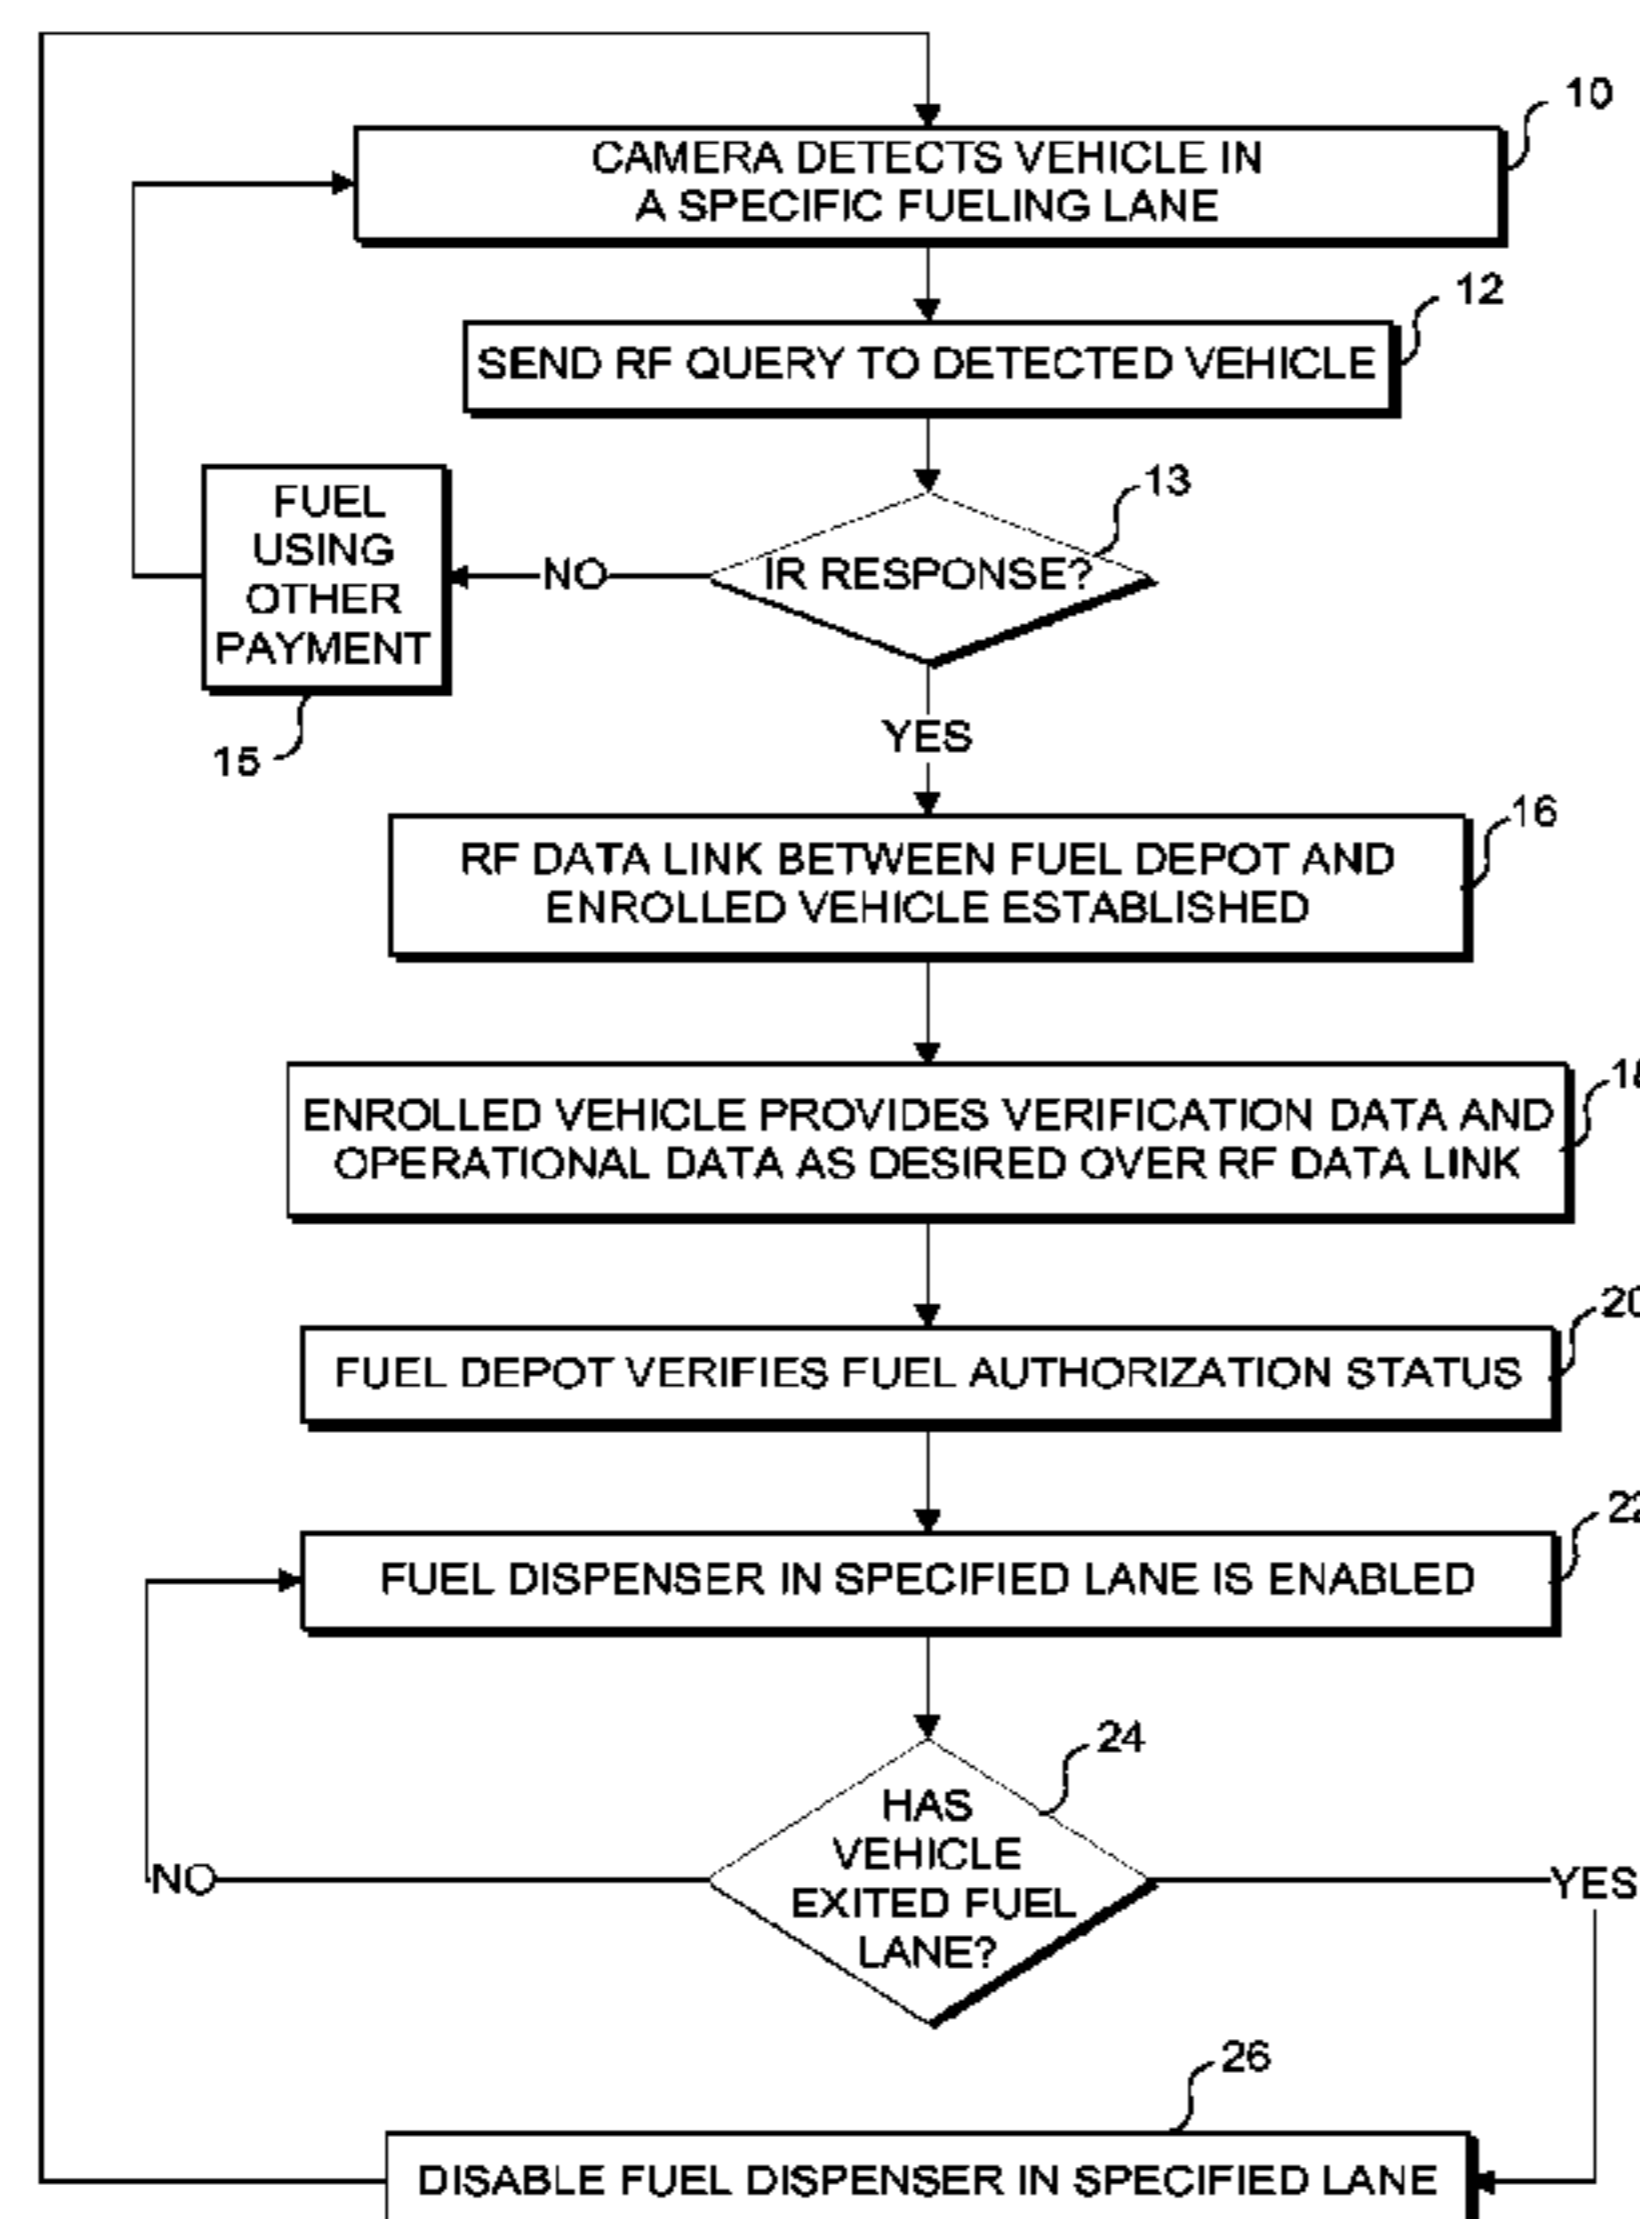 10
CAMERA DETECTS VEHICLE IN
A SPECIFIC FUELING LANE
12
SEND RF QUERY TO DETECTED VEHICLE
13
IR RESPONSE?
NO
FUEL
USING
OTHER
PAYMENT
15
YES
16
RF DATA LINK BETWEEN FUEL DEPOT AND
ENROLLED VEHICLE ESTABLISHED
ENROLLED VEHICLE PROVIDES VERIFICATION DATA AND
OPERATIONAL DATA AS DESIRED OVER RF DATA LINK
20
FUEL DEPOT VERIFIES FUEL AUTHORIZATION STATUS
22
FUEL DISPENSER IN SPECIFIED LANE IS ENABLED
24
HAS
VEHICLE
EXITED FUEL
LANE?
NO
YES
26
DISABLE FUEL DISPENSER IN SPECIFIED LANE